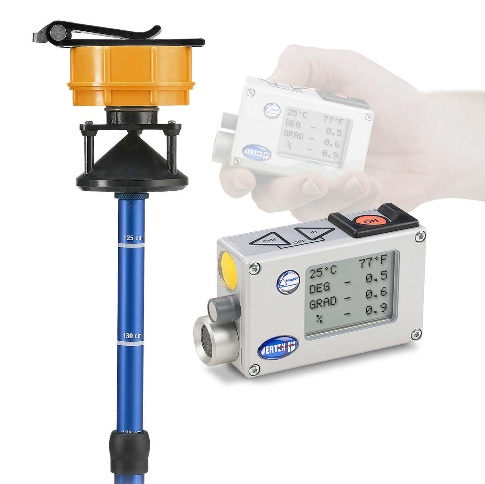 25°C 77°F
DEG - 0.5
GRAD - 0.6
% - 0.9
125 cm
25°C 77°F
DEG - 0.5
GRAD - 0.6
% - 0.9
ON
130 cm
VERTEX IV